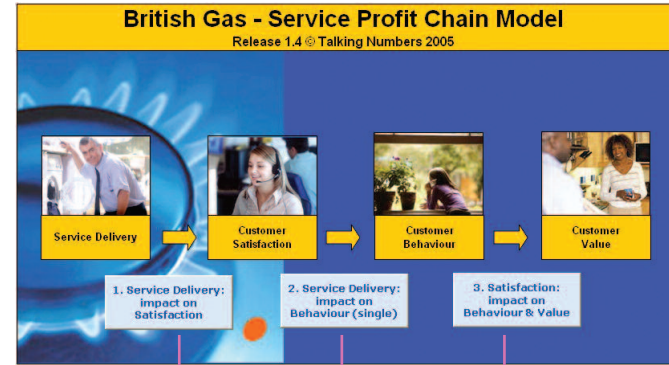 British Gas - Service Profit Chain Model
Release 1.4 © Talking Numbers 2005
Service Delivery
Customer
Satisfaction
Customer
Behaviour
Customer
Value
1. Service Delivery:
impact on
Satisfaction
2. Service Delivery:
impact on
Behaviour (single)
3. Satisfaction:
impact on
Behaviour & Value